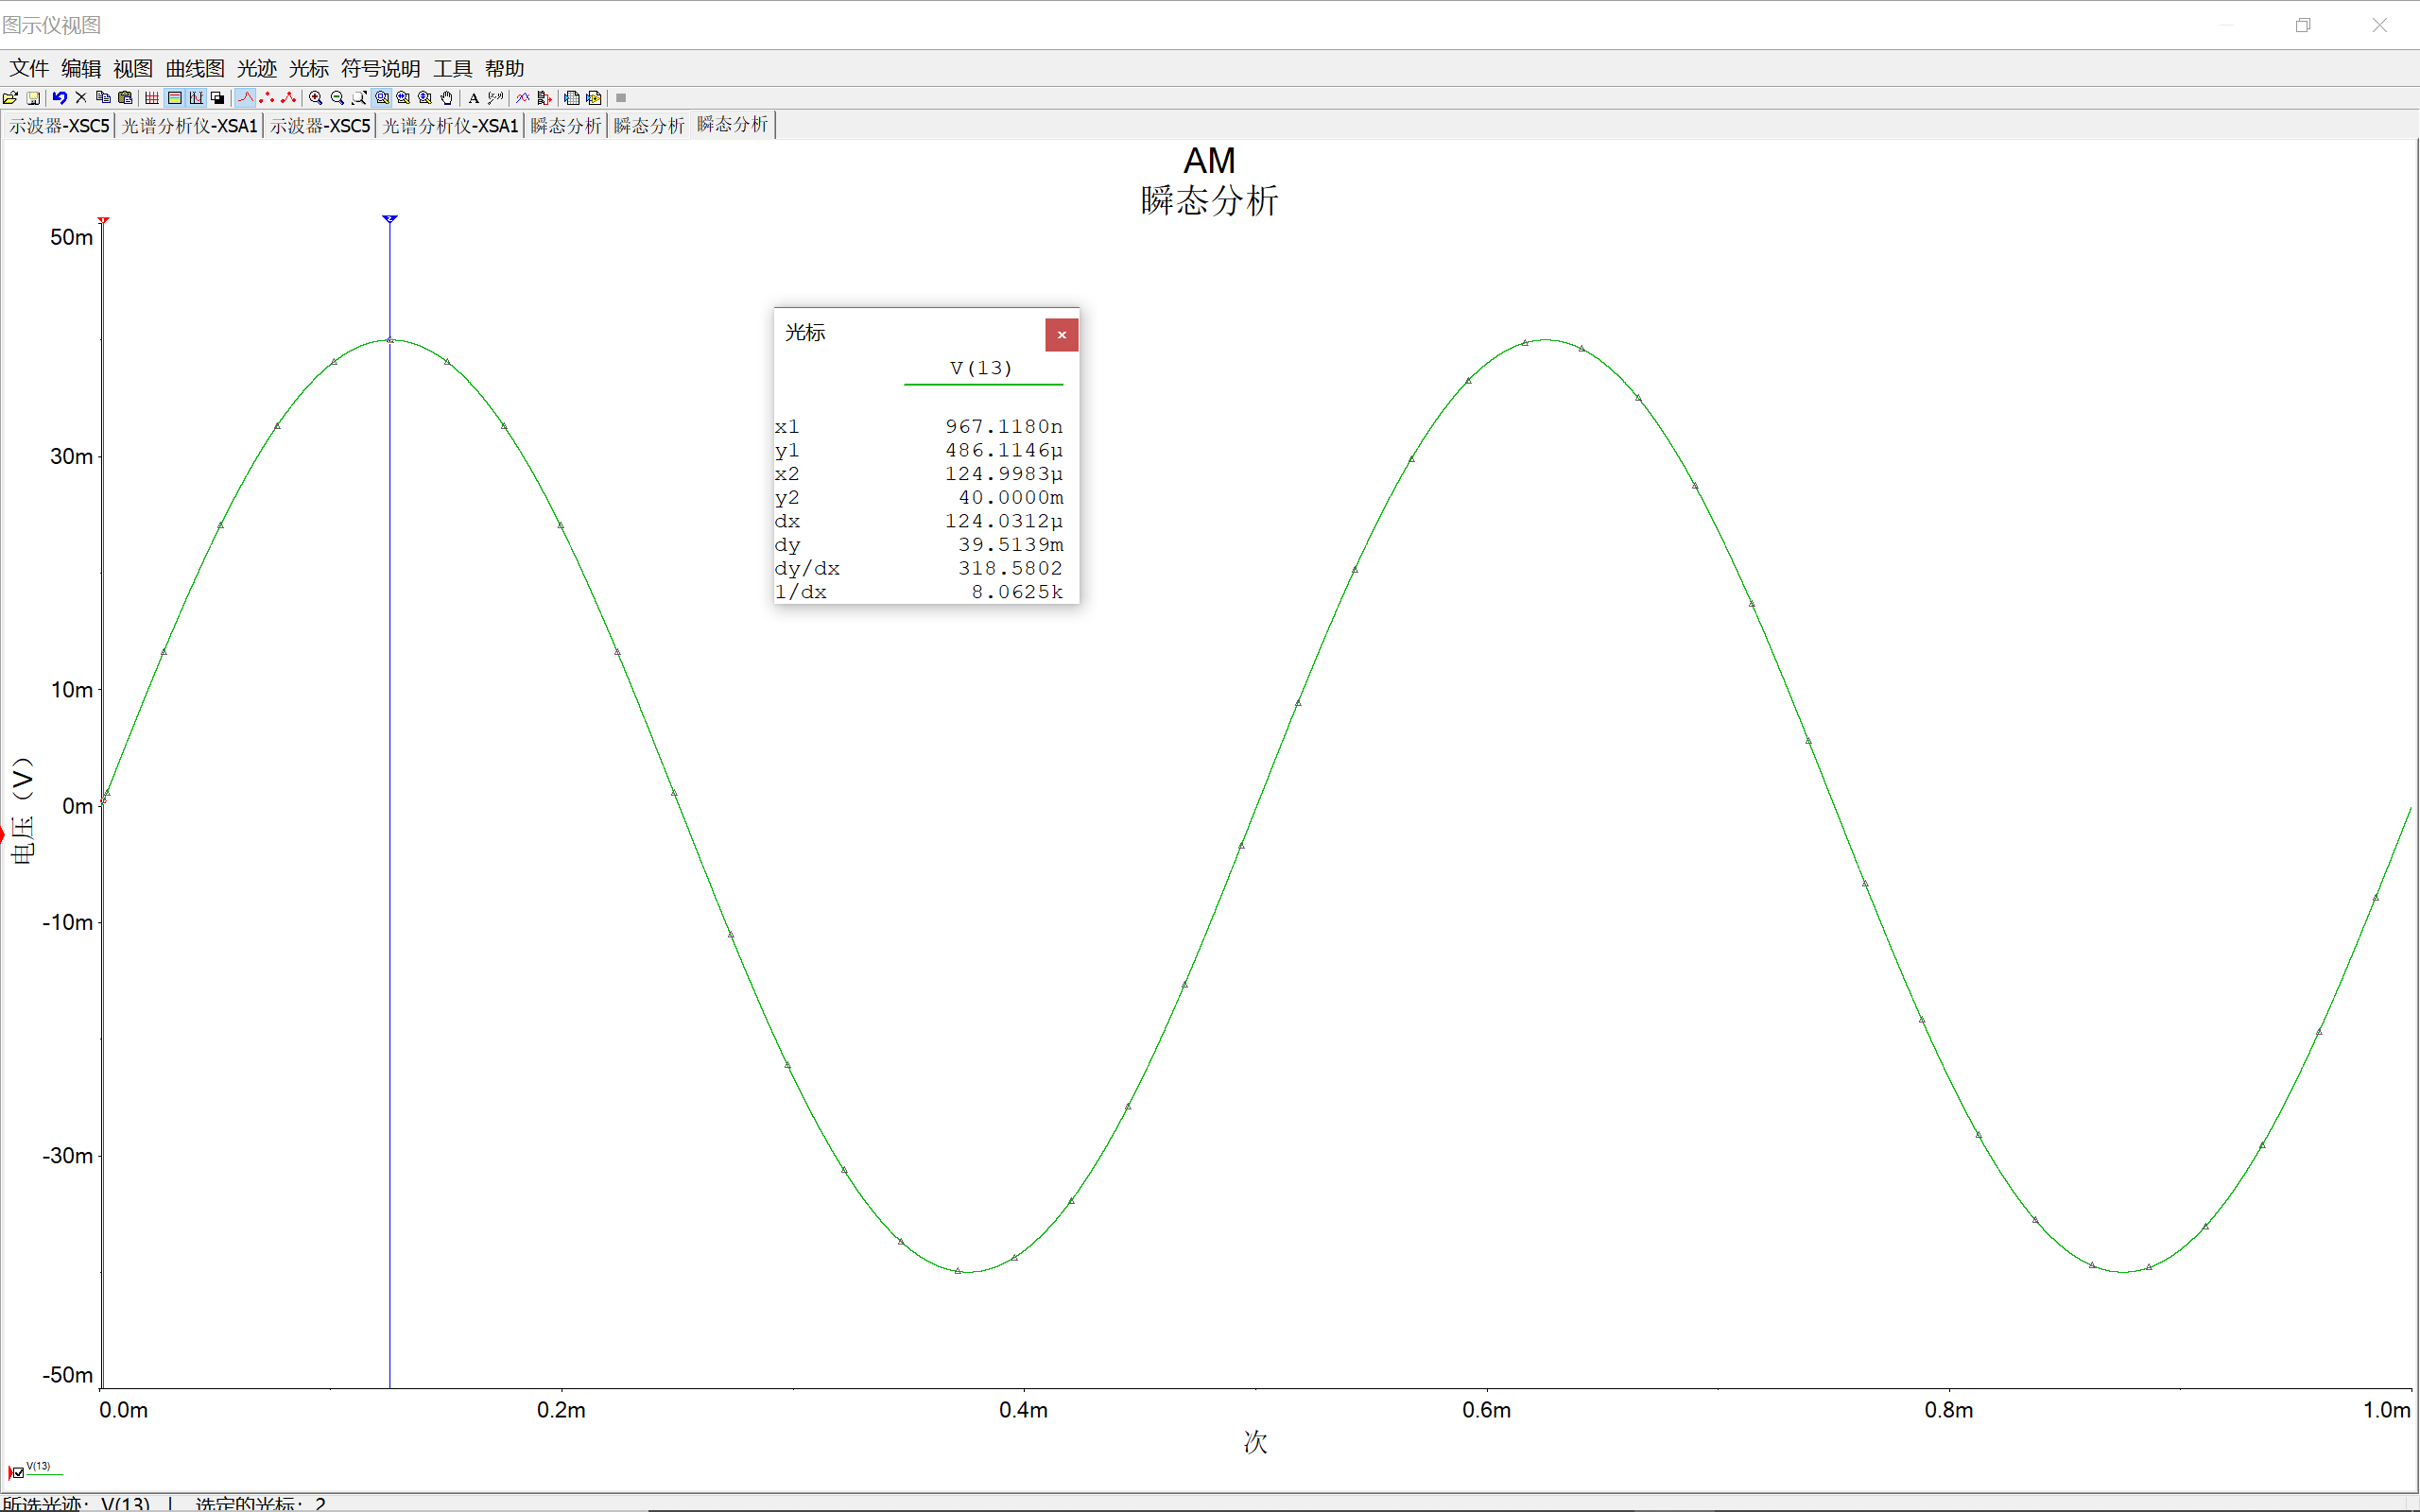 图示仪视图
文件 编辑 视图 曲线图 光迹 光标 符号说明 工具 帮助
示波器-XSC5 光谱分析仪-XSA1 示波器-XSC5 光谱分析仪-XSA1 瞬态分析 瞬态分析 瞬态分析
AM
瞬态分析
50m
30m
10m
0m
-10m
-30m
-50m
电压（V）
光标
V(13)
x1 967.1180n
y1 486.1146µ
x2 124.9983µ
y2 40.0000m
dx 124.0312µ
dy 39.5139m
dy/dx 318.5802
1/dx 8.0625k
0.0m 0.2m 0.4m 0.6m 0.8m 1.0m
次
V(13)
所选光迹：V(13) | 选定的光标：2